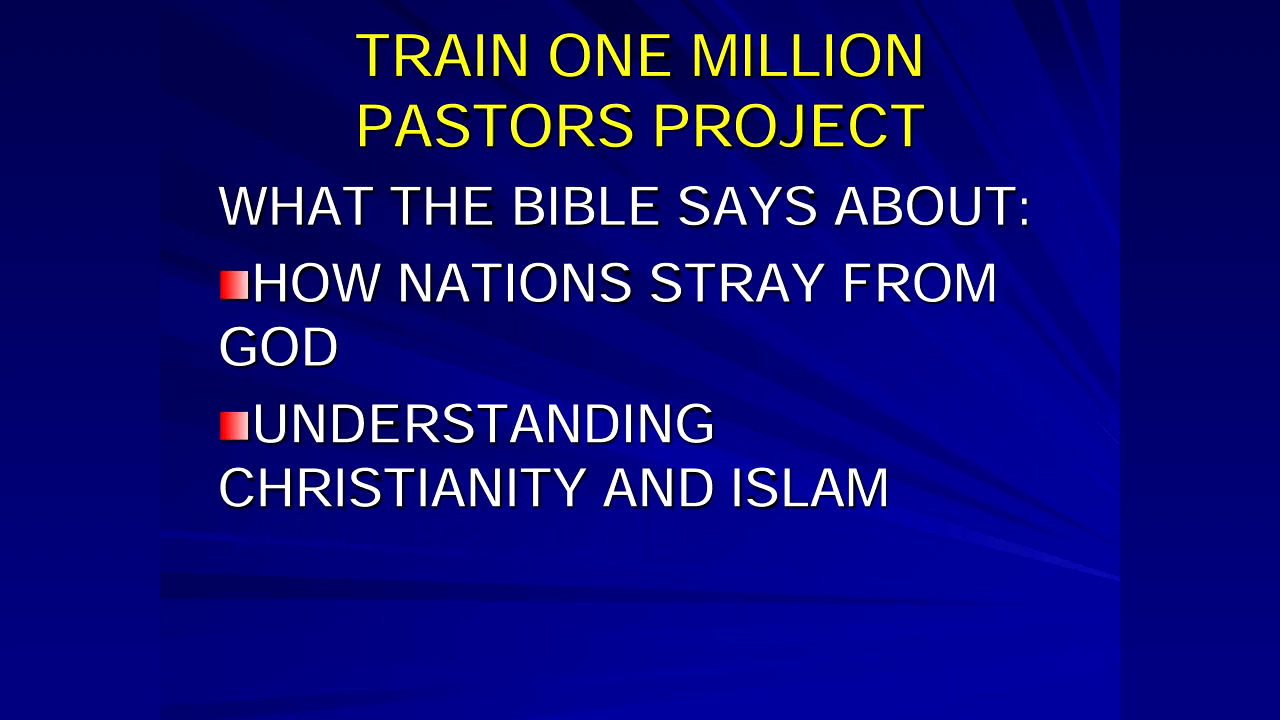 TRAIN ONE MILLION
PASTORS PROJECT
WHAT THE BIBLE SAYS ABOUT:
HOW NATIONS STRAY FROM
GOD
UNDERSTANDING
CHRISTIANITY AND ISLAM